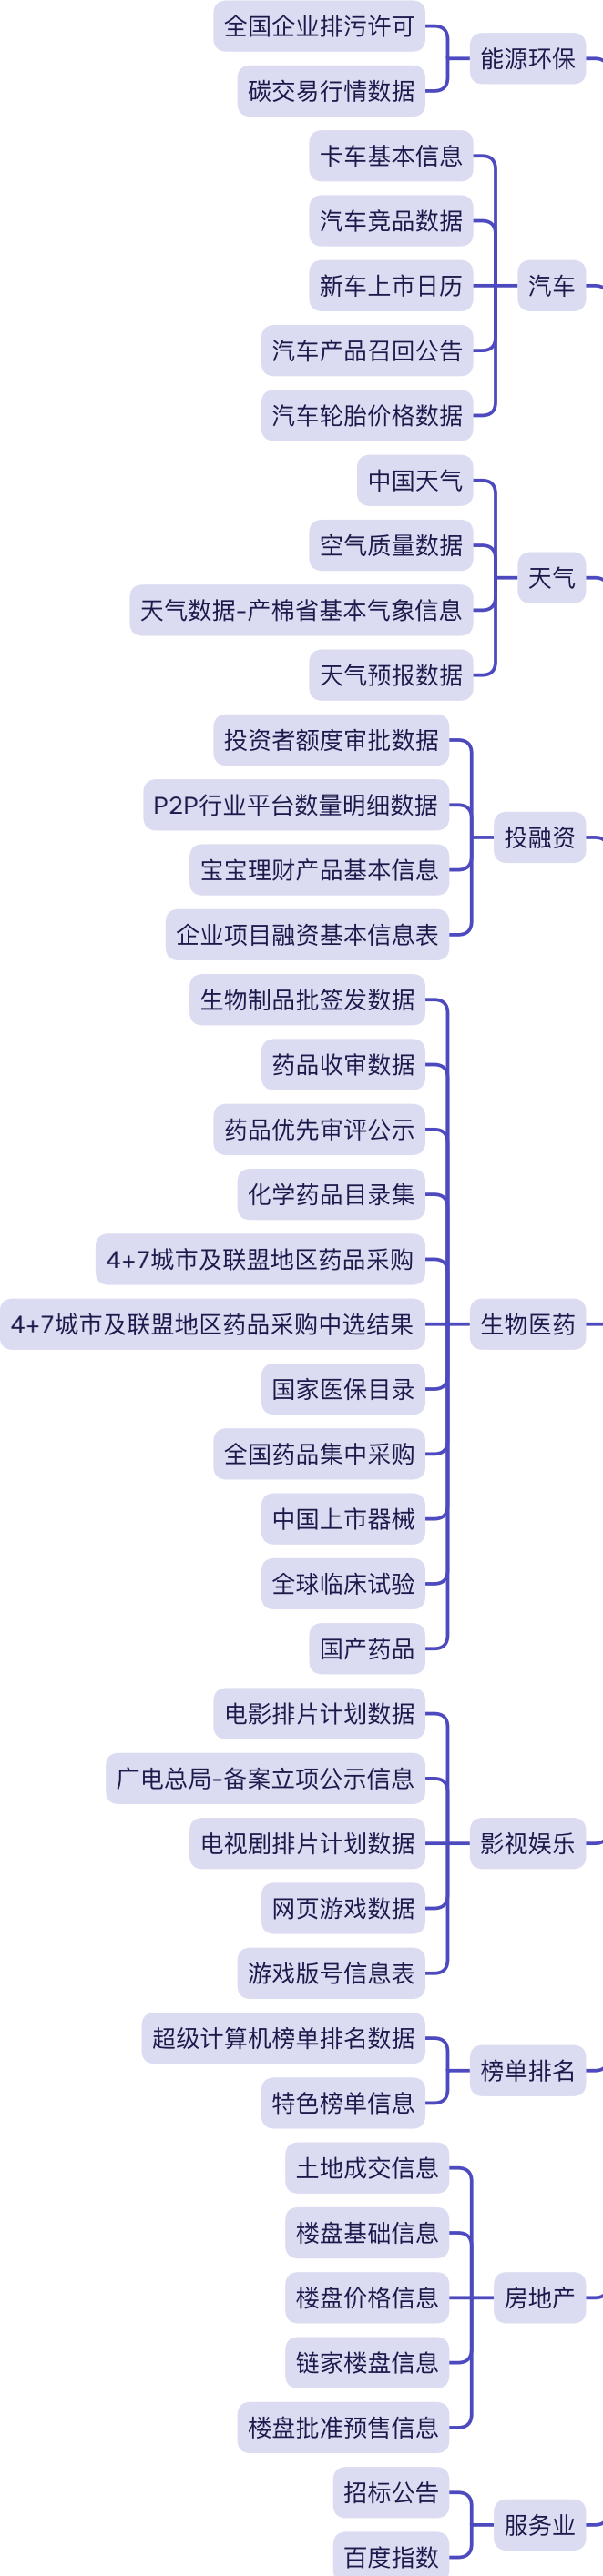 全国企业排污许可
能源环保
碳交易行情数据
卡车基本信息
汽车竞品数据
新车上市日历
汽车
汽车产品召回公告
汽车轮胎价格数据
中国天气
空气质量数据
天气
天气数据-产棉省基本气象信息
天气预报数据
投资者额度审批数据
P2P行业平台数量明细数据
投融资
宝宝理财产品基本信息
企业项目融资基本信息表
生物制品批签发数据
药品收审数据
药品优先审评公示
化学药品目录集
4+7城市及联盟地区药品采购
4+7城市及联盟地区药品采购中选结果
生物医药
国家医保目录
全国药品集中采购
中国上市器械
全球临床试验
国产药品
电影排片计划数据
广电总局-备案立项公示信息
电视剧排片计划数据
影视娱乐
网页游戏数据
游戏版号信息表
超级计算机榜单排名数据
榜单排名
特色榜单信息
土地成交信息
楼盘基础信息
楼盘价格信息
房地产
链家楼盘信息
楼盘批准预售信息
招标公告
服务业
百度指数